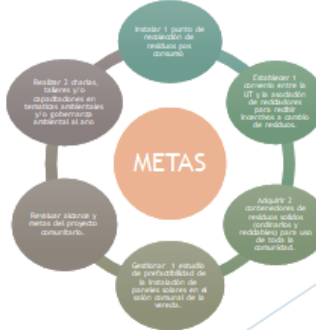 Instalar 1 punto de
recolección de
residuos pos
consumo
Establecer 1
convenio entre la
UT y la asociación
de recicladores
para recibir
incentivos a cambio
de residuos.
Adquirir 2
contenedores de
residuos solidos
(ordinarios y
reciclables) para uso
de toda la
comunidad.
Gestionar 1 estudio
de prefactibilidad de
la instalación de
paneles solares en el
salón comunal de la
vereda.
Revaluar alcance y
metas del proyecto
comunitario.
Realizar 2 charlas,
talleres y/o
capacitaciones en
tematicas ambientales
y/o gobernanza
ambiental al año
METAS